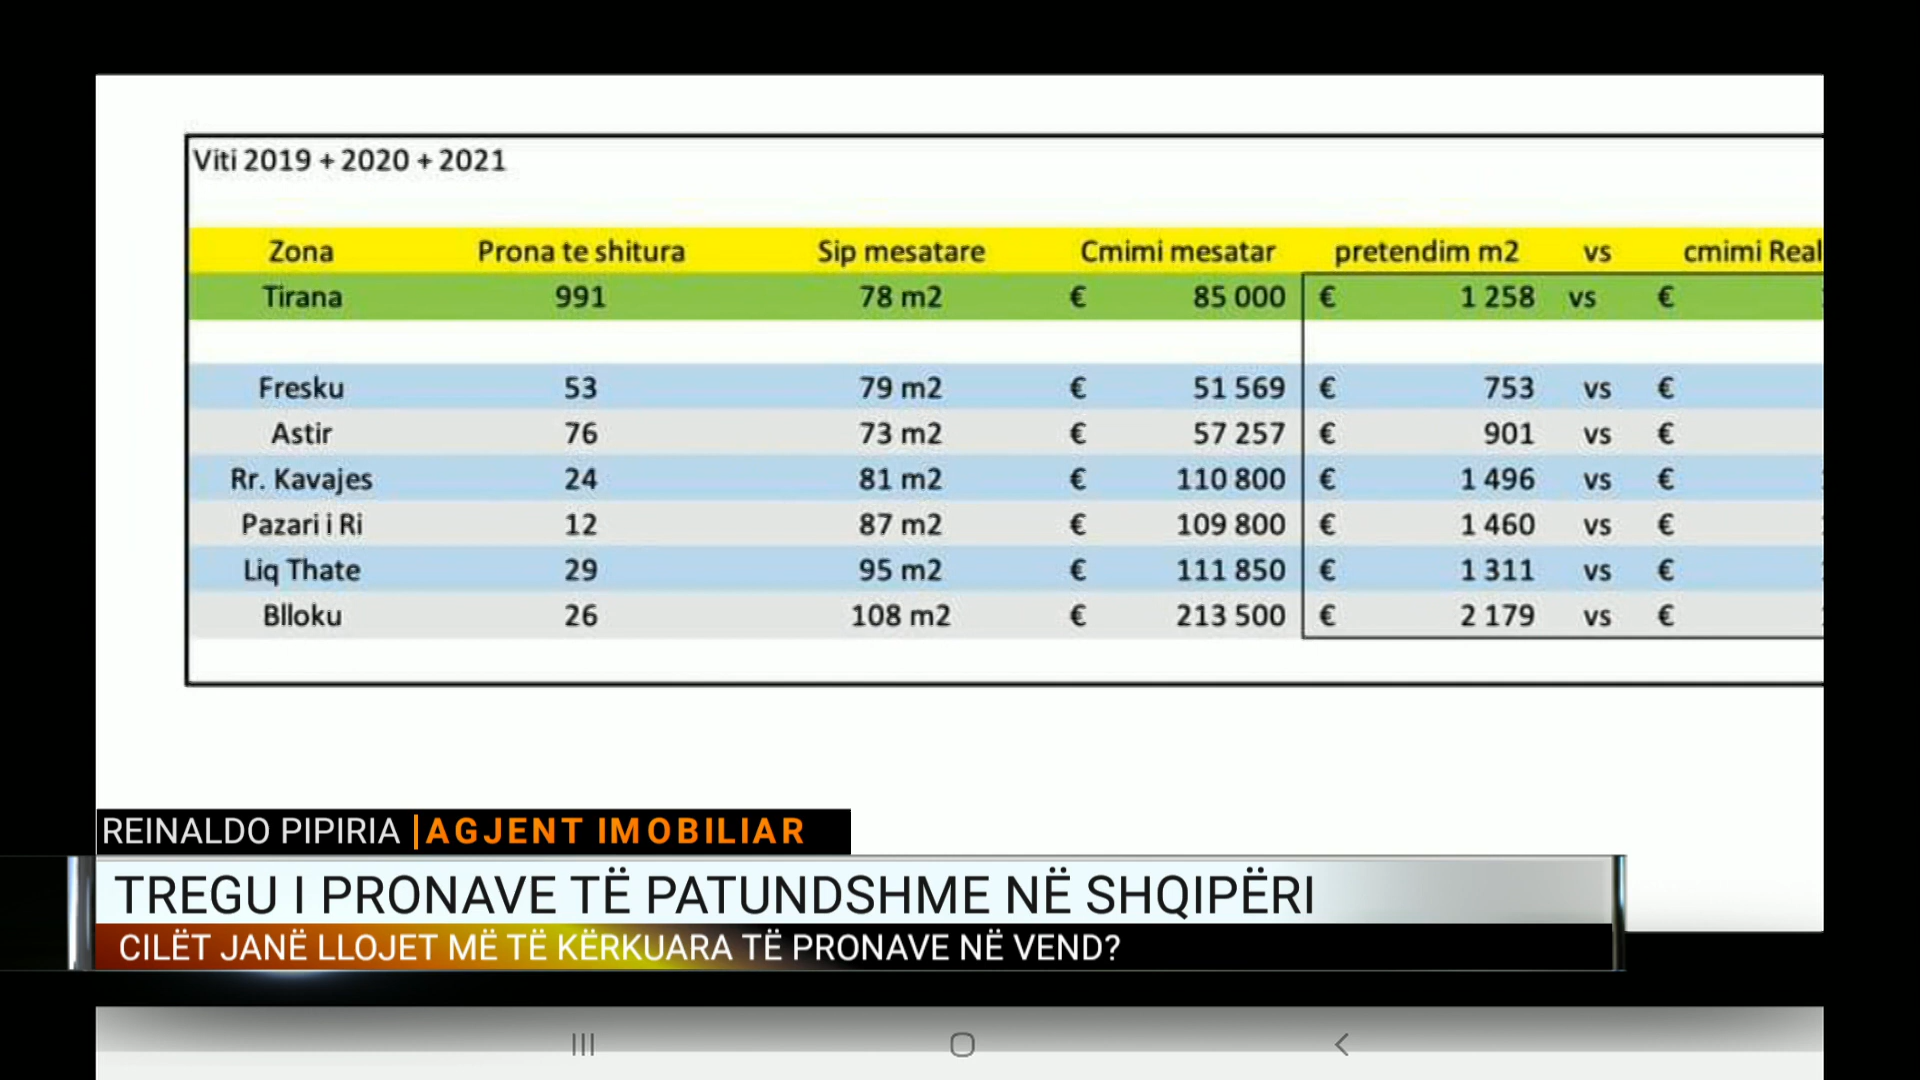 Viti 2019 + 2020 + 2021
Zona Prona te shitura Sip mesatare Cmimi mesatar pretendim m2 vs cmimi Real
Tirana 991 78 m2 € 85 000 € 1 258 vs €
Fresku 53 79 m2 € 51 569 € 753 vs €
Astir 76 73 m2 € 57 257 € 901 vs €
Rr. Kavajes 24 81 m2 € 110 800 € 1 496 vs €
Pazari i Ri 12 87 m2 € 109 800 € 1 460 vs €
Liq Thate 29 95 m2 € 111 850 € 1 311 vs €
Blloku 26 108 m2 € 213 500 € 2 179 vs €
REINALDO PIPIRIA |AGJENT IMOBILIAR
TREGU I PRONAVE TË PATUNDSHME NË SHQIPËRI
CILËT JANË LLOJET MË TË KËRKUARA TË PRONAVE NË VEND?